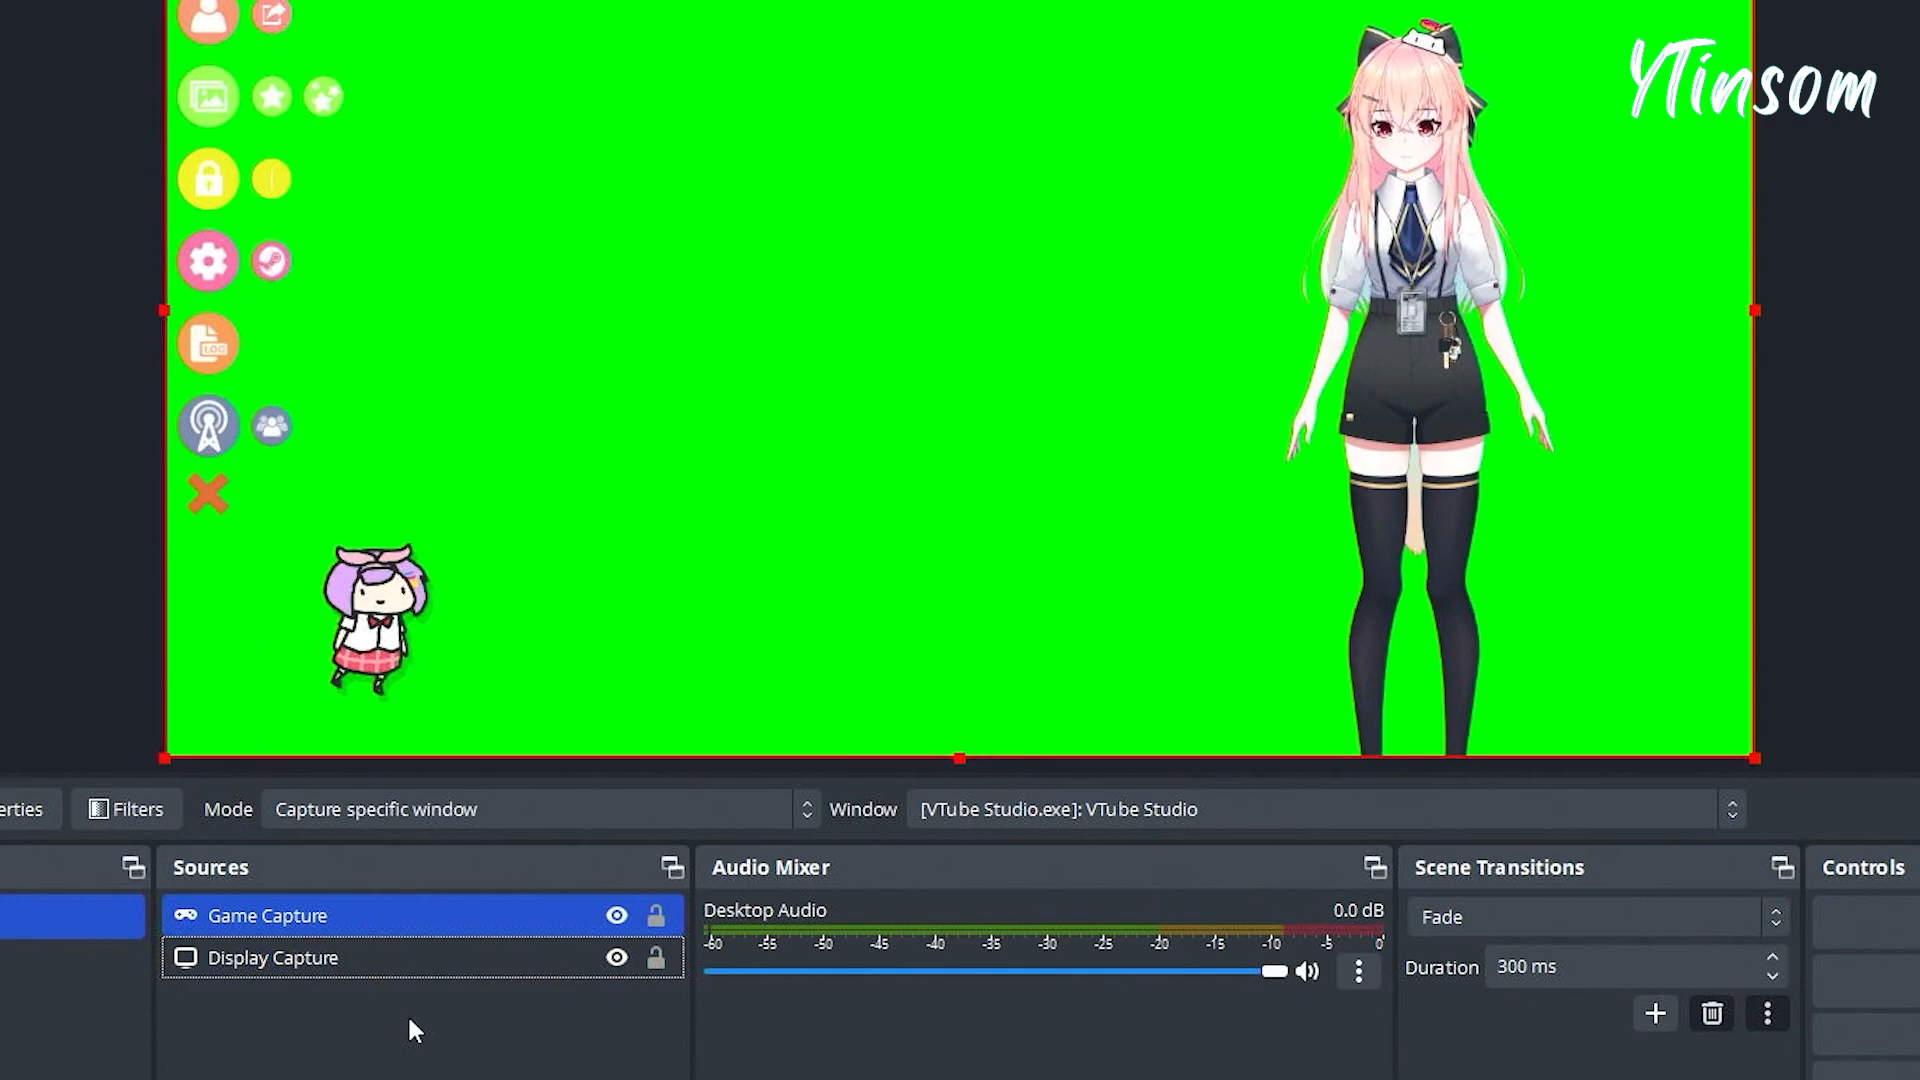 YTinsom
LOG
erties
Filters
Mode
Capture specific window
Window
[VTube Studio.exe]: VTube Studio
Sources
Audio Mixer
Scene Transitions
Controls
Game Capture
Display Capture
Desktop Audio
0.0 dB
-60 -55 -50 -45 -40 -35 -30 -25 -20 -15 -10 -5 0
Fade
Duration
300 ms